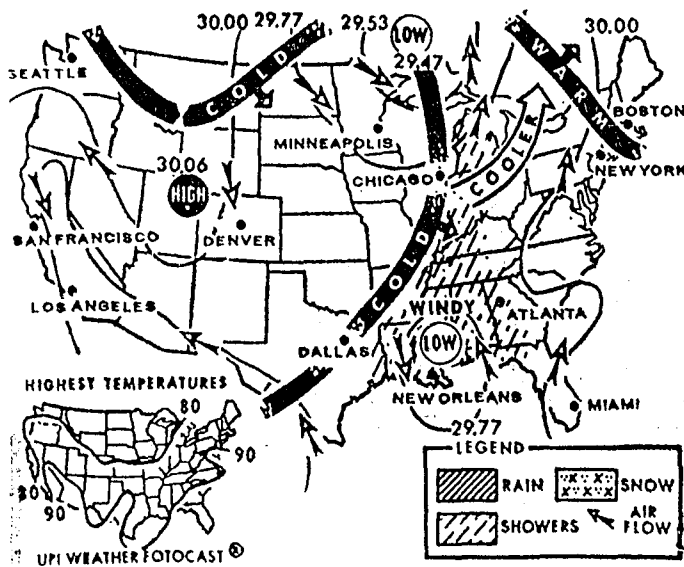 30.00 29.77 29.53 LOW 30.00
29.47
SEATTLE
COLD
WARM
BOSTON
MINNEAPOLIS
COOLER
NEW YORK
30.06
CHICAGO
HIGH
SAN FRANCISCO
DENVER
COLD
LOS ANGELES
WINDY
ATLANTA
DALLAS
LOW
HIGHEST TEMPERATURES
NEW ORLEANS
MIAMI
80
29.77
90
LEGEND
RAIN
SNOW
80
90
SHOWERS
AIR
FLOW
UPI WEATHER FOTOCAST ®